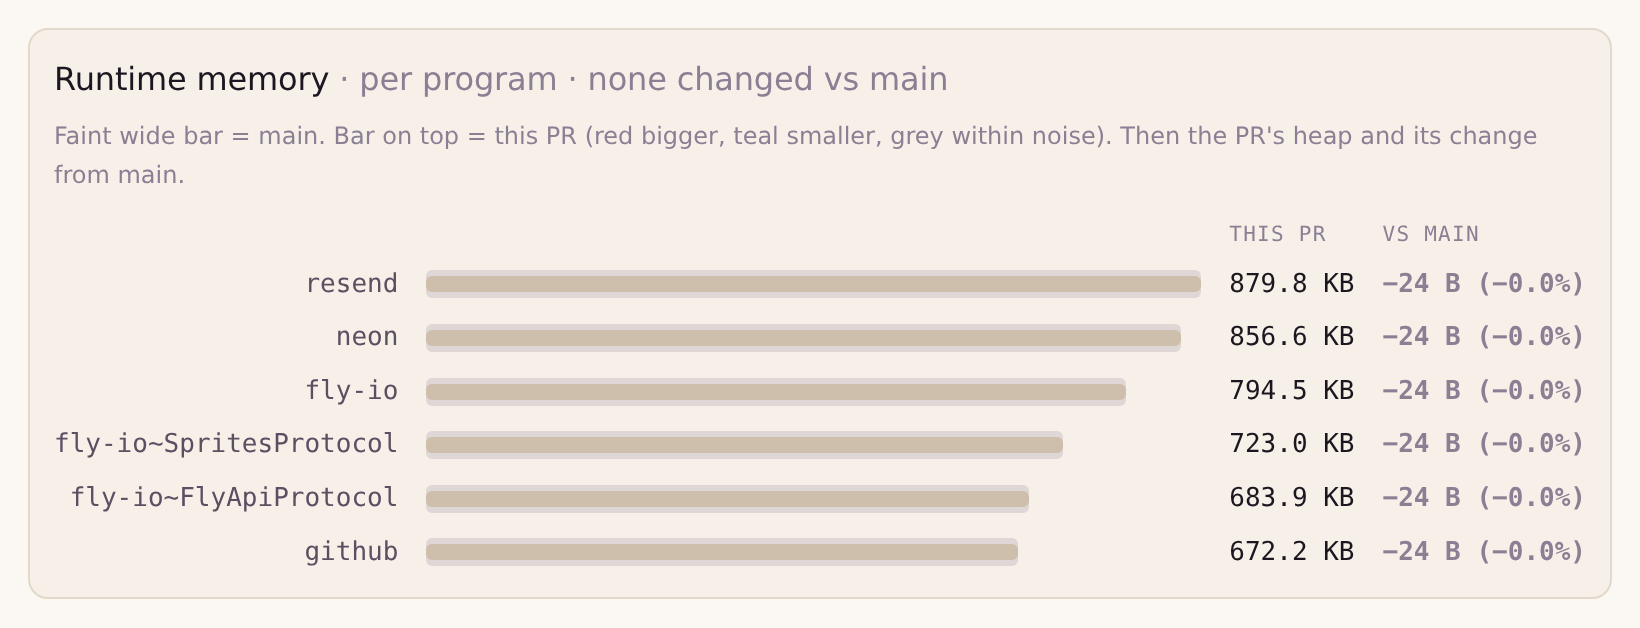 Runtime memory · per program · none changed vs main
Faint wide bar = main. Bar on top = this PR (red bigger, teal smaller, grey within noise). Then the PR's heap and its change
from main.
THIS PR VS MAIN
resend 879.8 KB −24 B (−0.0%)
neon 856.6 KB −24 B (−0.0%)
fly-io 794.5 KB −24 B (−0.0%)
fly-io~SpritesProtocol 723.0 KB −24 B (−0.0%)
fly-io~FlyApiProtocol 683.9 KB −24 B (−0.0%)
github 672.2 KB −24 B (−0.0%)